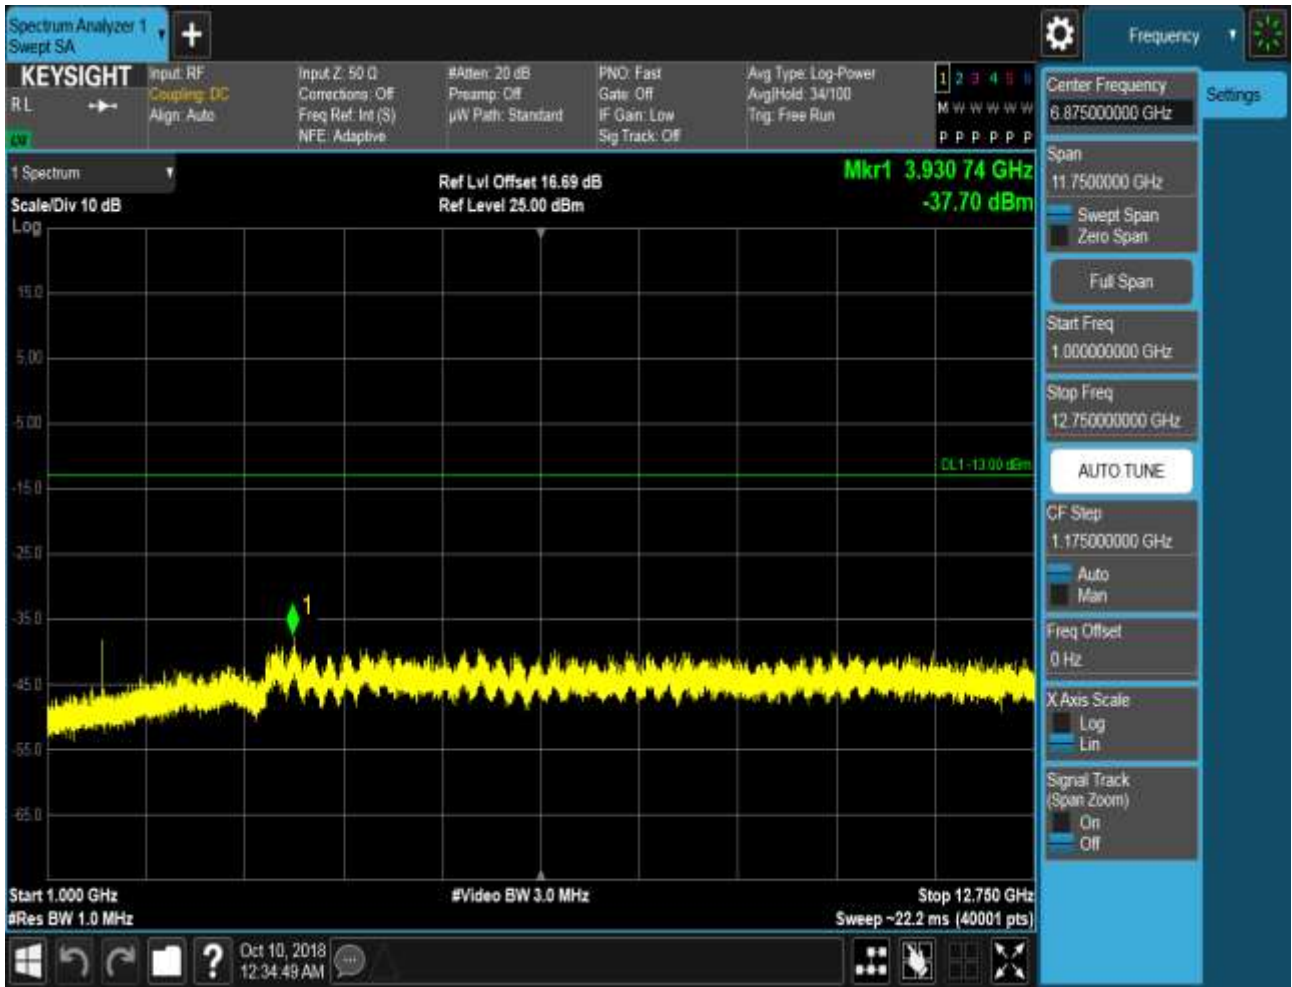 Spectrum Analyzer 1
Swept SA
Frequency
KEYSIGHT
RL
Input: RF
Coupling: DC
Align: Auto
Input Z: 50 Ω
Corrections: Off
Freq Ref: Int (S)
NFE: Adaptive
#Atten: 20 dB
Preamp: Off
µW Path: Standard
PNO: Fast
Gate: Off
IF Gain: Low
Sig Track: Off
Avg Type: Log-Power
Avg|Hold: 34/100
Trig: Free Run
1 2 3 4 5 6
M W W W W W
P P P P P P
1 Spectrum
Scale/Div 10 dB
Log
Ref Lvl Offset 16.69 dB
Ref Level 25.00 dBm
Mkr1 3.930 74 GHz
-37.70 dBm
15.0
5.00
-5.00
-15.0
-25.0
-35.0
-45.0
-55.0
-65.0
DL1 -13.00 dBm
1
Start 1.000 GHz
#Res BW 1.0 MHz
#Video BW 3.0 MHz
Stop 12.750 GHz
Sweep ~22.2 ms (40001 pts)
Center Frequency
6.875000000 GHz
Settings
Span
11.7500000 GHz
Swept Span
Zero Span
Full Span
Start Freq
1.000000000 GHz
Stop Freq
12.750000000 GHz
AUTO TUNE
CF Step
1.175000000 GHz
Auto
Man
Freq Offset
0 Hz
X Axis Scale
Log
Lin
Signal Track
(Span Zoom)
On
Off
Oct 10, 2018
12:34:49 AM